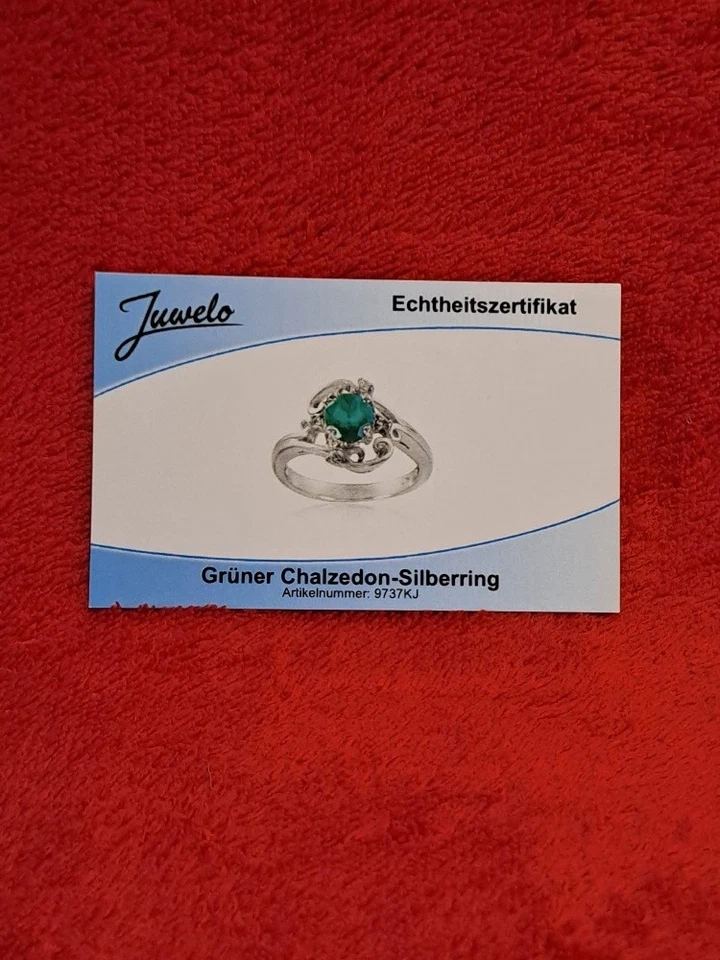 Juwelo
Echtheitszertifikat
Grüner Chalzedon-Silberring
Artikelnummer: 9737KJ